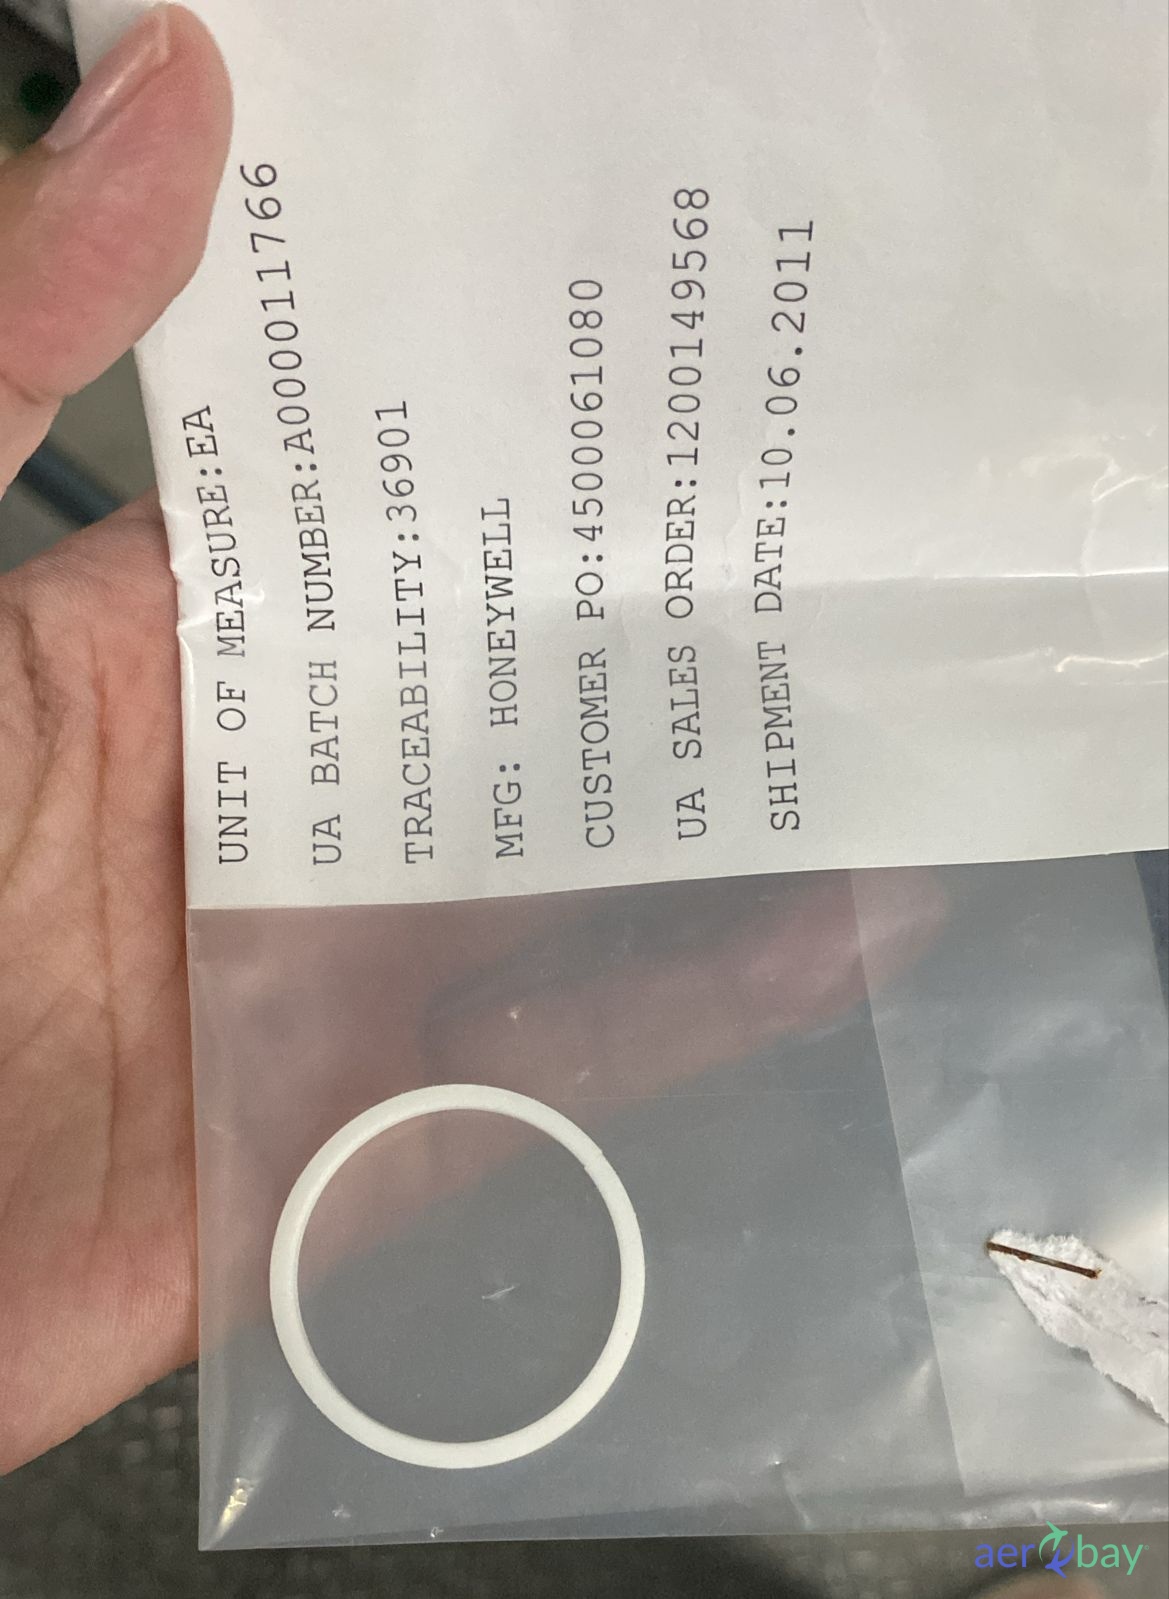 UNIT OF MEASURE:EA
UA BATCH NUMBER:A000011766
TRACEABILITY:36901
MFG: HONEYWELL
CUSTOMER PO:4500061080
UA SALES ORDER:1200149568
SHIPMENT DATE:10.06.2011
aerobay